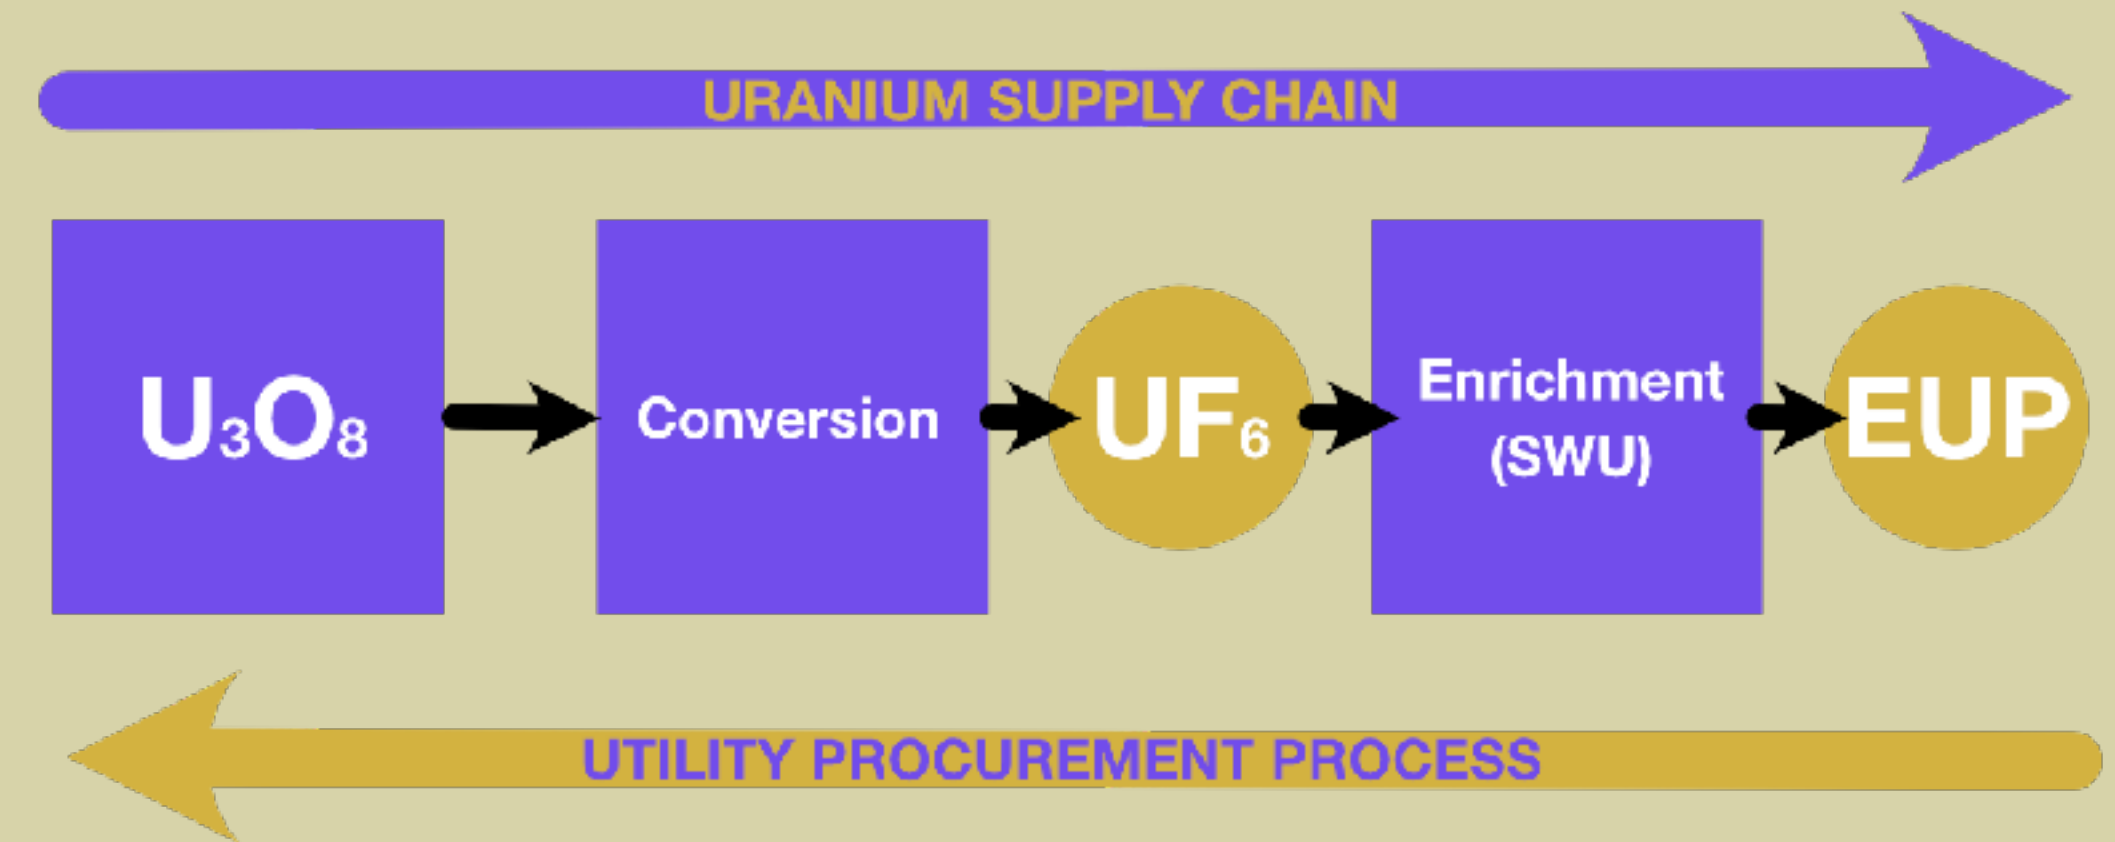 URANIUM SUPPLY CHAIN
U₃O₈
Conversion
UF₆
Enrichment
(SWU)
EUP
UTILITY PROCUREMENT PROCESS